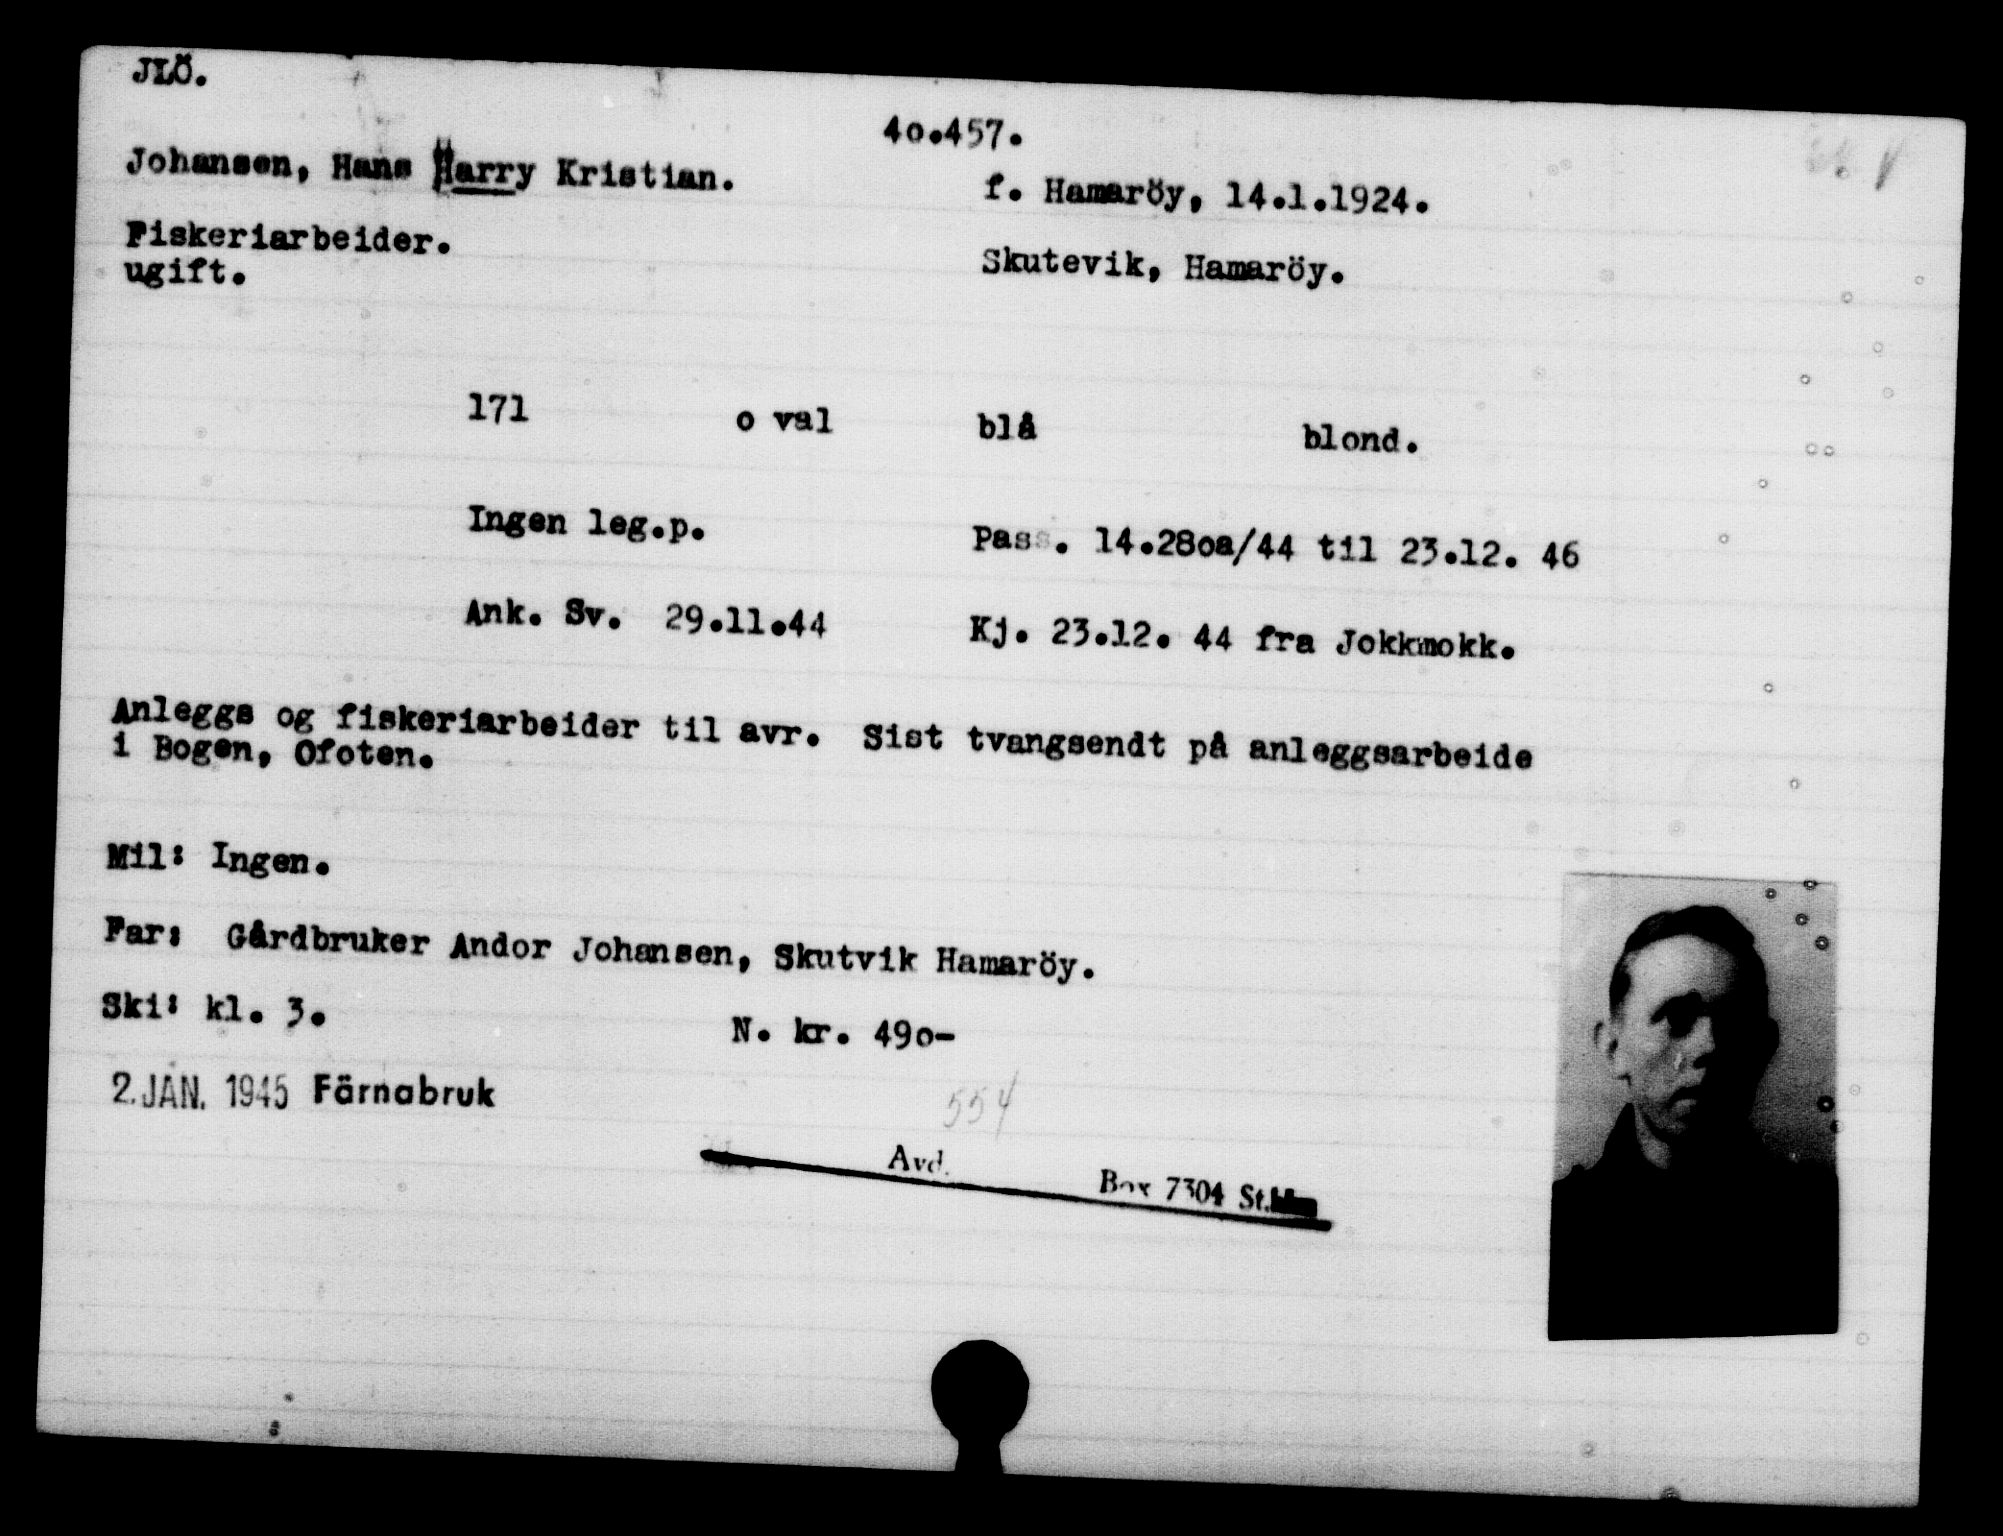 JLÖ.
4o.457.
Johansen, Hans Harry Kristian.
f. Hamaröy, 14.1.1924.
Fiskeriarbeider.
Skutevik, Hamaröy.
ugift.
171 o val blå blond.
Ingen leg.p. Pass. 14.28oa/44 til 23.12. 46
Ank. Sv. 29.11.44 Kj. 23.12. 44 fra Jokkmokk.
Anleggs og fiskeriarbeider til avr. Sist tvangsendt på anleggsarbeide
i Bogen, Ofoten.
Mil: Ingen.
Far: Gårdbruker Andor Johansen, Skutvik Hamaröy.
Ski: kl. 3.
N. kr. 49o-
2. JAN. 1945 Färnabruk
554
Avd. Box 7304 St.